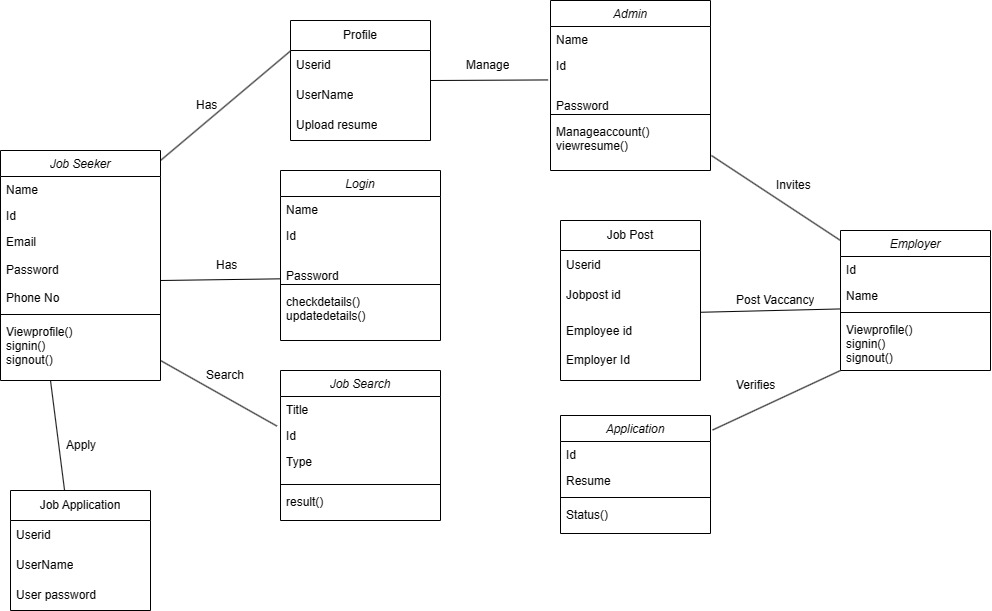 Profile
Userid
UserName
Upload resume
Manage
Admin
Name
Id
Password
Manageaccount()
viewresume()
Has
Invites
Job Seeker
Name
Id
Email
Password
Phone No
Viewprofile()
signin()
signout()
Has
Login
Name
Id
Password
checkdetails()
updatedetails()
Job Post
Userid
Jobpost id
Employee id
Employer Id
Post Vaccancy
Employer
Id
Name
Viewprofile()
signin()
signout()
Search
Job Search
Title
Id
Type
result()
Verifies
Application
Id
Resume
Status()
Apply
Job Application
Userid
UserName
User password